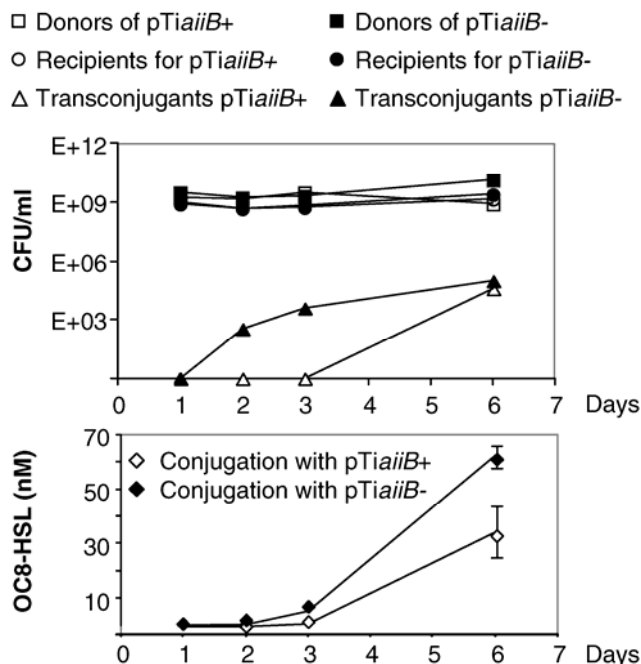 □ Donors of pTiaiiB+ ■ Donors of pTiaiiB-
○ Recipients for pTiaiiB+ ● Recipients for pTiaiiB-
△ Transconjugants pTiaiiB+ ▲ Transconjugants pTiaiiB-
E+12
E+09
E+06
E+03
CFU/ml
0 1 2 3 4 5 6 7 Days
70
50
30
10
OC8-HSL (nM)
◇ Conjugation with pTiaiiB+
◆ Conjugation with pTiaiiB-
0 1 2 3 4 5 6 7 Days